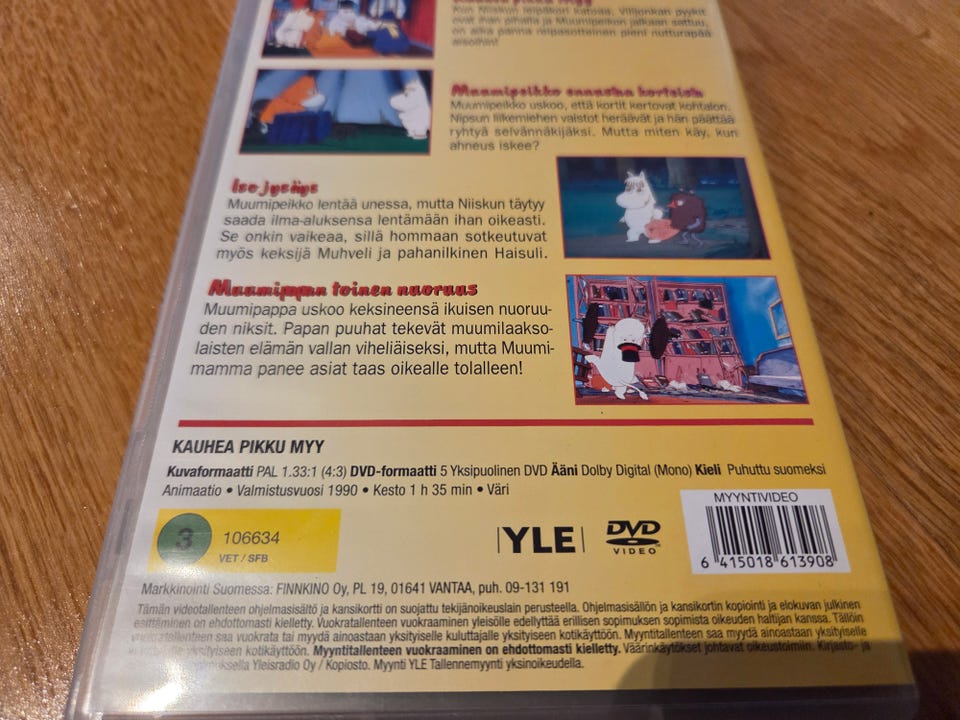 Kauhea pikku Myy
Kun Niiskun leipäkori katoaa, Vilijonkan pyykit
ovat ihan pihalla ja Muumipeikon jalkaan sattuu,
on aika panna reipasotteinen pieni nutturapää
asioihin!
Muumipeikko ennustaa korteista
Muumipeikko uskoo, että kortit kertovat kohtalon.
Nipsun liikemiehen vaistot heräävät ja hän päättää
ryhtyä selvännäkijäksi. Mutta miten käy, kun
ahneus iskee?
Iso jysäys
Muumipeikko lentää unessa, mutta Niiskun täytyy
saada ilma-aluksensa lentämään ihan oikeasti.
Se onkin vaikeaa, sillä hommaan sotkeutuvat
myös keksijä Muhveli ja pahanilkinen Haisuli.
Muumipapan toinen nuoruus
Muumipappa uskoo keksineensä ikuisen nuoruu-
den niksit. Papan puuhat tekevät muumilaakso-
laisten elämän vallan viheliäiseksi, mutta Muumi-
mamma panee asiat taas oikealle tolalleen!
KAUHEA PIKKU MYY
Kuvaformaatti PAL 1.33:1 (4:3) DVD-formaatti 5 Yksipuolinen DVD Ääni Dolby Digital (Mono) Kieli Puhuttu suomeksi
Animaatio • Valmistusvuosi 1990 • Kesto 1 h 35 min • Väri
MYYNTIVIDEO
3 106634
VET / SFB
YLE
DVD
VIDEO
6 415018 613908
Markkinointi Suomessa: FINNKINO Oy, PL 19, 01641 VANTAA, puh. 09-131 191
Tämän videotallenteen ohjelmasisältö ja kansikortti on suojattu tekijänoikeuslain perusteella. Ohjelmasisällön ja kansikortin kopiointi ja elokuvan julkinen
esittäminen on ehdottomasti kielletty. Vuokratallenteen vuokraaminen yleisölle edellyttää erillisen sopimuksen sopimista oikeuden haltijan kanssa. Tällöin
vuokratallenteen saa vuokrata tai myydä ainoastaan yksityiselle kuluttajalle yksityiseen kotikäyttöön. Myyntitallenteen saa myydä ainoastaan yksityiselle
yksityiseen kotikäyttöön. Myyntitallenteen vuokraaminen on ehdottomasti kielletty. Väärinkäytökset johtavat oikeustoimiin. Kirjasto- ja
Yleisradio Oy / Kopiosto. Myynti YLE Tallennemyynti yksinoikeudella.